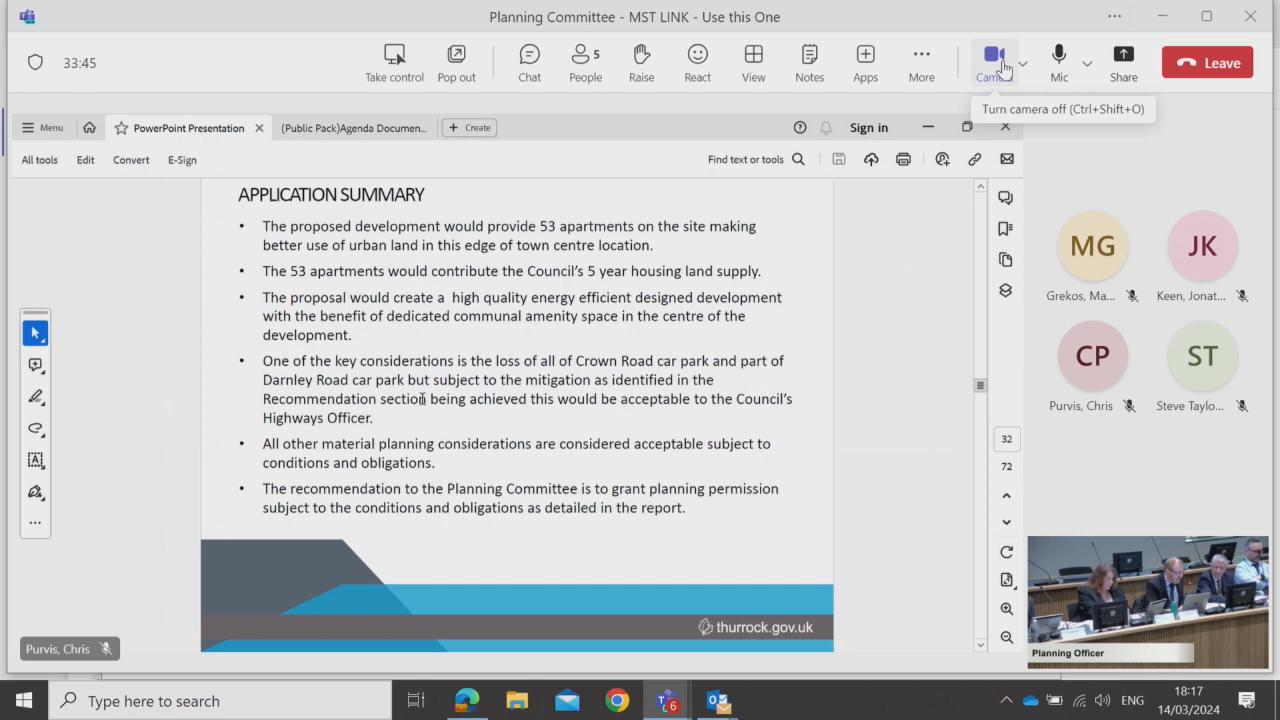 Planning Committee - MST LINK - Use this One
33:45
Take control
Pop out
Chat
5
People
Raise
React
View
Notes
Apps
More
Mic
Share
Leave
Turn camera off (Ctrl+Shift+O)
Menu
PowerPoint Presentation
(Public Pack)Agenda Documen...
Create
Sign in
All tools
Edit
Convert
E-Sign
Find text or tools
APPLICATION SUMMARY
• The proposed development would provide 53 apartments on the site making
better use of urban land in this edge of town centre location.
• The 53 apartments would contribute the Council's 5 year housing land supply.
• The proposal would create a high quality energy efficient designed development
with the benefit of dedicated communal amenity space in the centre of the
development.
• One of the key considerations is the loss of all of Crown Road car park and part of
Darnley Road car park but subject to the mitigation as identified in the
Recommendation section being achieved this would be acceptable to the Council's
Highways Officer.
• All other material planning considerations are considered acceptable subject to
conditions and obligations.
• The recommendation to the Planning Committee is to grant planning permission
subject to the conditions and obligations as detailed in the report.
thurrock.gov.uk
32
72
MG
JK
Grekos, Ma...
Keen, Jonat...
CP
ST
Purvis, Chris
Steve Taylo...
Planning Officer
Purvis, Chris
Type here to search
6
ENG
18:17
14/03/2024